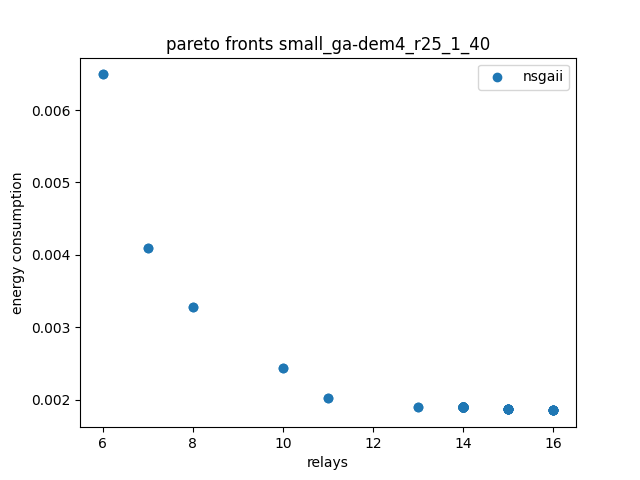 pareto fronts small_ga-dem4_r25_1_40
nsgaii
0.006
0.005
0.004
0.003
0.002
energy consumption
6 8 10 12 14 16
relays